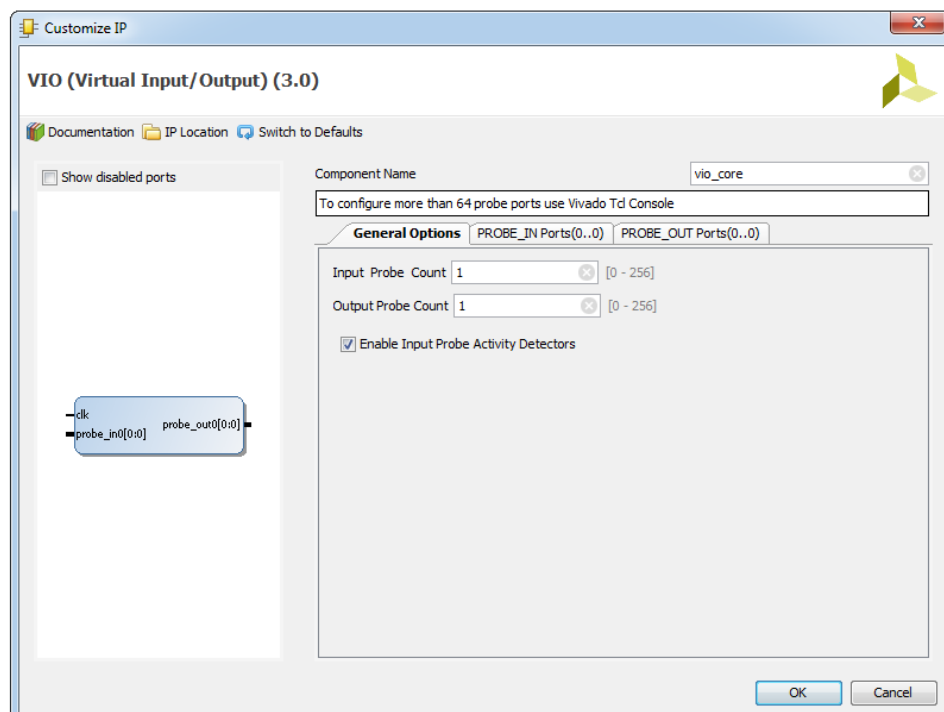 Customize IP
VIO (Virtual Input/Output) (3.0)
Documentation IP Location Switch to Defaults
Show disabled ports
Component Name vio_core
To configure more than 64 probe ports use Vivado Tcl Console
General Options PROBE_IN Ports(0..0) PROBE_OUT Ports(0..0)
Input Probe Count 1 [0 - 256]
Output Probe Count 1 [0 - 256]
Enable Input Probe Activity Detectors
clk
probe_in0[0:0]
probe_out0[0:0]
OK Cancel